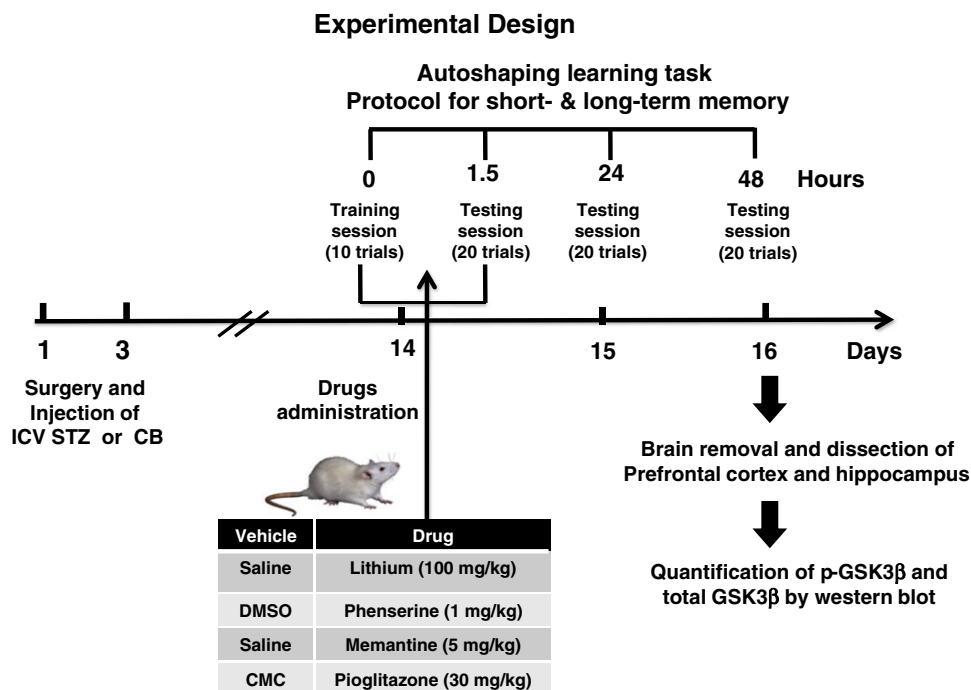 Experimental Design
Autoshaping learning task
Protocol for short- & long-term memory
0
1.5
24
48
Hours
Training
session
(10 trials)
Testing
session
(20 trials)
Testing
session
(20 trials)
Testing
session
(20 trials)
1
3
14
15
16
Days
Surgery and
Injection of
ICV STZ or CB
Drugs
administration
Vehicle Drug
Saline Lithium (100 mg/kg)
DMSO Phenserine (1 mg/kg)
Saline Memantine (5 mg/kg)
CMC Pioglitazone (30 mg/kg)
Brain removal and dissection of
Prefrontal cortex and hippocampus
Quantification of p-GSK3β and
total GSK3β by western blot